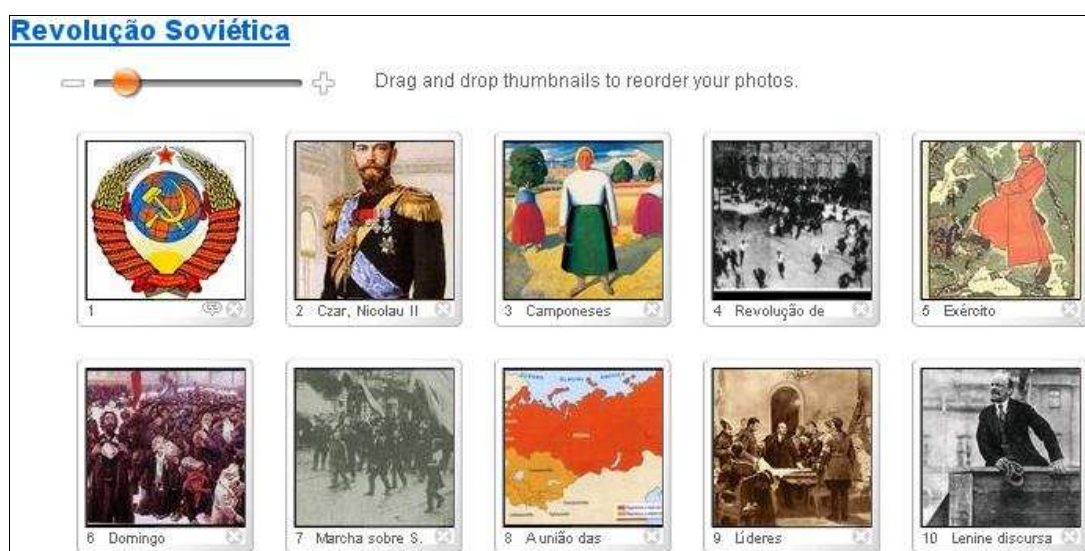 Revolução Soviética
Drag and drop thumbnails to reorder your photos.
1
2 Czar, Nicolau II
3 Camponeses
4 Revolução de
5 Exército
6 Domingo
7 Marcha sobre S.
8 A união das
9 Líderes
10 Lenine discursa